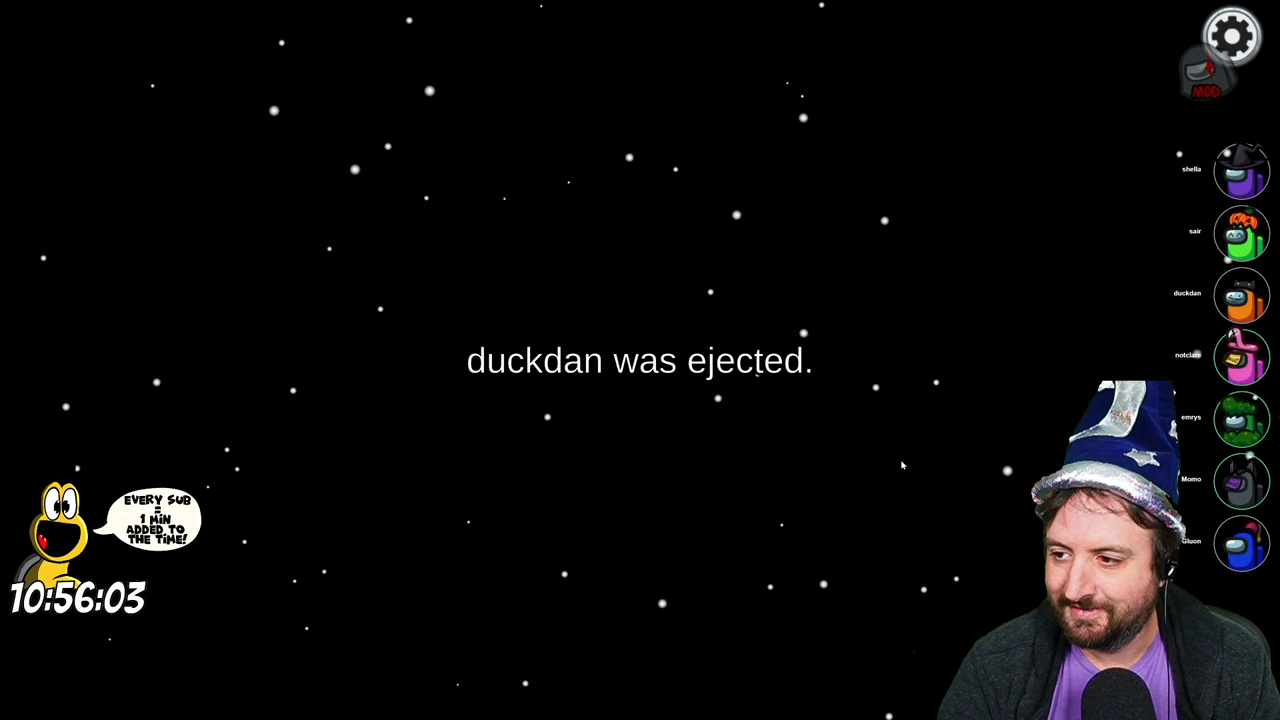 MOD
shella
sair
duckdan
notclare
emrys
Momo
Gluon
duckdan was ejected.
EVERY SUB
=
1 MIN
ADDED TO
THE TIME!
10:56:03